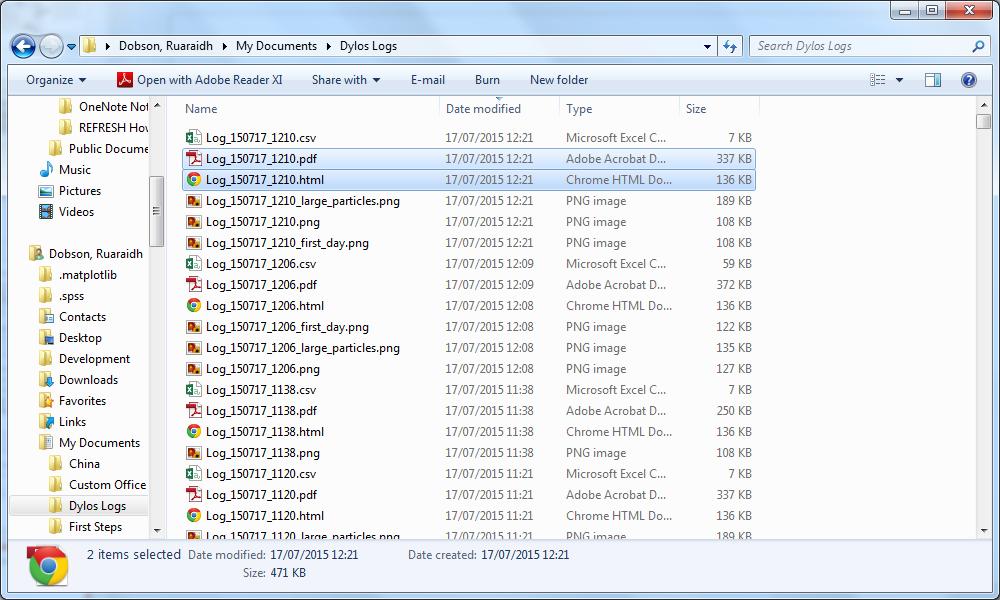 Dobson, Ruaraidh My Documents Dylos Logs Search Dylos Logs
Organize Open with Adobe Reader XI Share with E-mail Burn New folder
OneNote Not
REFRESH Hov
Public Docume
Music
Pictures
Videos
Dobson, Ruaraidh
.matplotlib
.spss
Contacts
Desktop
Development
Downloads
Favorites
Links
My Documents
China
Custom Office
Dylos Logs
First Steps
Name Date modified Type Size
Log_150717_1210.csv 17/07/2015 12:21 Microsoft Excel C... 7 KB
Log_150717_1210.pdf 17/07/2015 12:21 Adobe Acrobat D... 337 KB
Log_150717_1210.html 17/07/2015 12:21 Chrome HTML Do... 136 KB
Log_150717_1210_large_particles.png 17/07/2015 12:21 PNG image 189 KB
Log_150717_1210.png 17/07/2015 12:21 PNG image 108 KB
Log_150717_1210_first_day.png 17/07/2015 12:21 PNG image 108 KB
Log_150717_1206.csv 17/07/2015 12:09 Microsoft Excel C... 59 KB
Log_150717_1206.pdf 17/07/2015 12:09 Adobe Acrobat D... 372 KB
Log_150717_1206.html 17/07/2015 12:08 Chrome HTML Do... 136 KB
Log_150717_1206_first_day.png 17/07/2015 12:08 PNG image 122 KB
Log_150717_1206_large_particles.png 17/07/2015 12:08 PNG image 135 KB
Log_150717_1206.png 17/07/2015 12:08 PNG image 127 KB
Log_150717_1138.csv 17/07/2015 11:38 Microsoft Excel C... 7 KB
Log_150717_1138.pdf 17/07/2015 11:38 Adobe Acrobat D... 250 KB
Log_150717_1138.html 17/07/2015 11:38 Chrome HTML Do... 136 KB
Log_150717_1138.png 17/07/2015 11:38 PNG image 108 KB
Log_150717_1120.csv 17/07/2015 11:21 Microsoft Excel C... 7 KB
Log_150717_1120.pdf 17/07/2015 11:21 Adobe Acrobat D... 337 KB
Log_150717_1120.html 17/07/2015 11:21 Chrome HTML Do... 136 KB
Log_150717_1120_large_particles.png 17/07/2015 11:21 PNG image 189 KB
2 items selected Date modified: 17/07/2015 12:21 Date created: 17/07/2015 12:21
Size: 471 KB